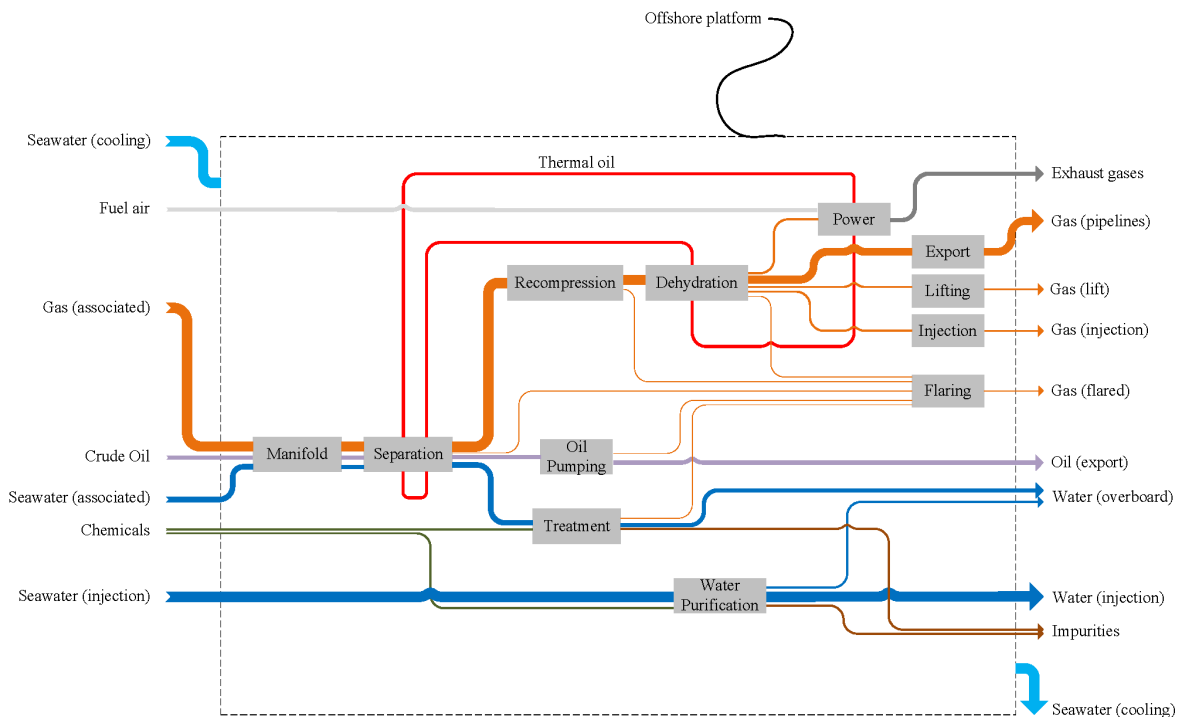 Offshore platform
Seawater (cooling)
Thermal oil
Exhaust gases
Fuel air
Power
Gas (pipelines)
Export
Recompression
Dehydration
Lifting
Gas (lift)
Gas (associated)
Injection
Gas (injection)
Flaring
Gas (flared)
Crude Oil
Manifold
Separation
Oil
Pumping
Oil (export)
Seawater (associated)
Water (overboard)
Chemicals
Treatment
Seawater (injection)
Water
Purification
Water (injection)
Impurities
Seawater (cooling)